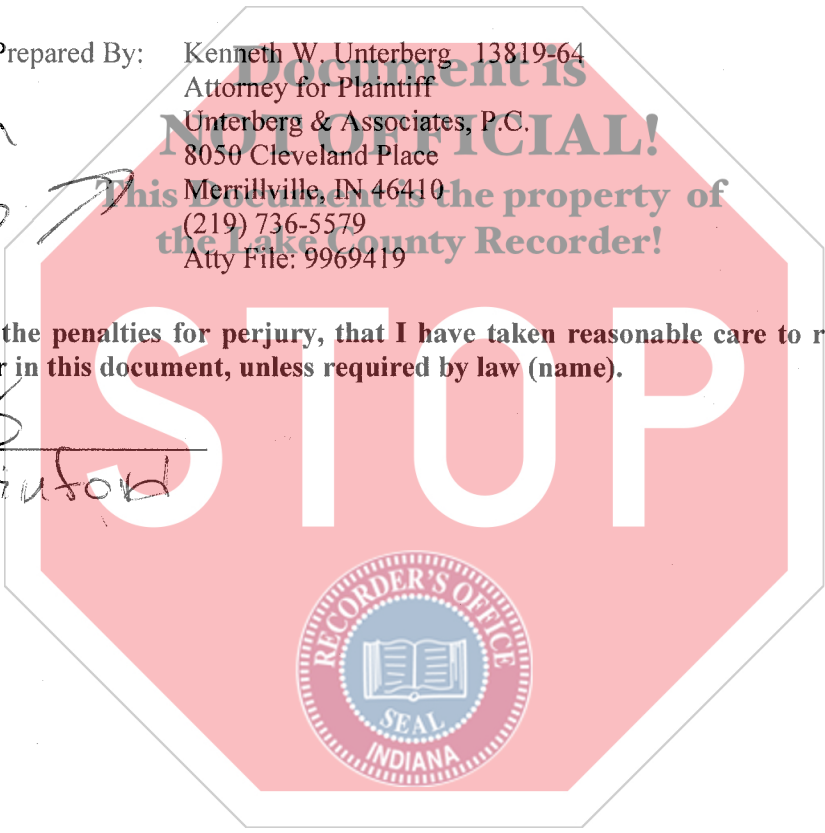 Prepared By: Kenneth W. Unterberg 13819-64
Attorney for Plaintiff
Unterberg & Associates, P.C.
8050 Cleveland Place
Merrillville, IN 46410
(219) 736-5579
Atty File: 9969419
Document is
NOT OFFICIAL!
This Document is the property of
the Lake County Recorder!
the penalties for perjury, that I have taken reasonable care to r
r in this document, unless required by law (name).
STOP
RECORDER'S OFFICE
SEAL
INDIANA